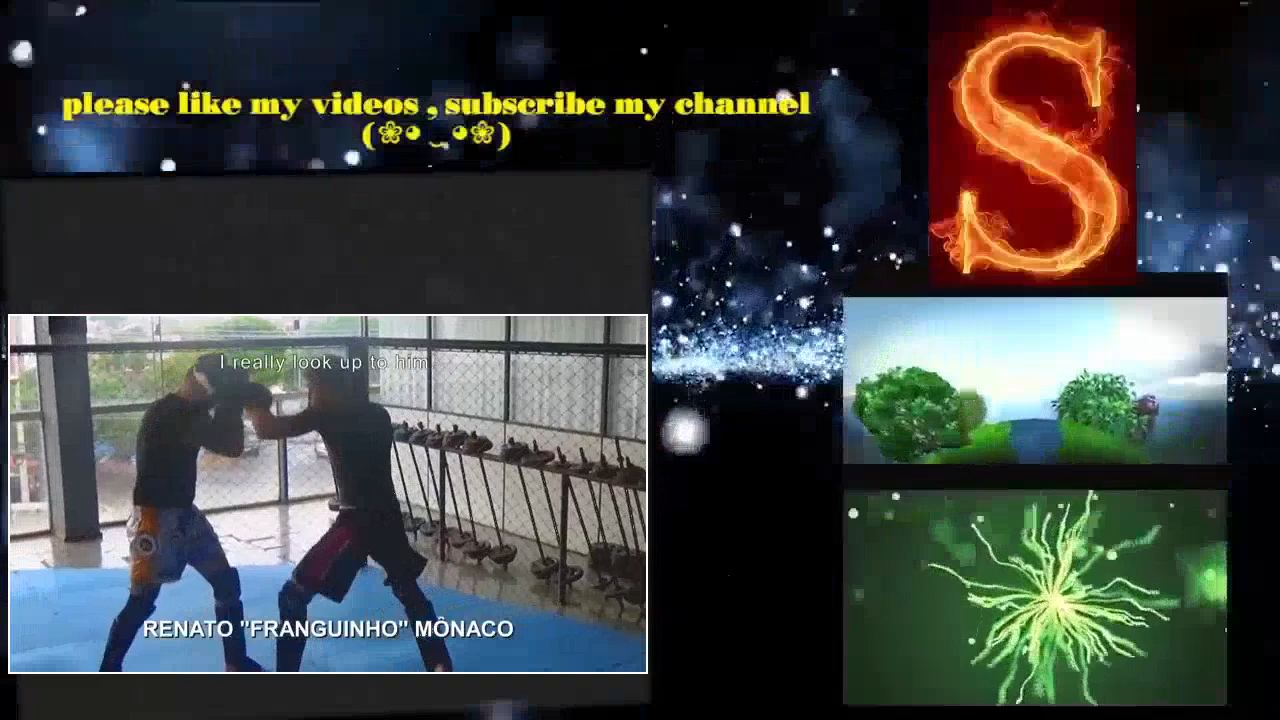 please like my videos , subscribe my channel
(❀◕ ‿ ◕❀)
S
I really look up to him
RENATO "FRANGUINHO" MÔNACO